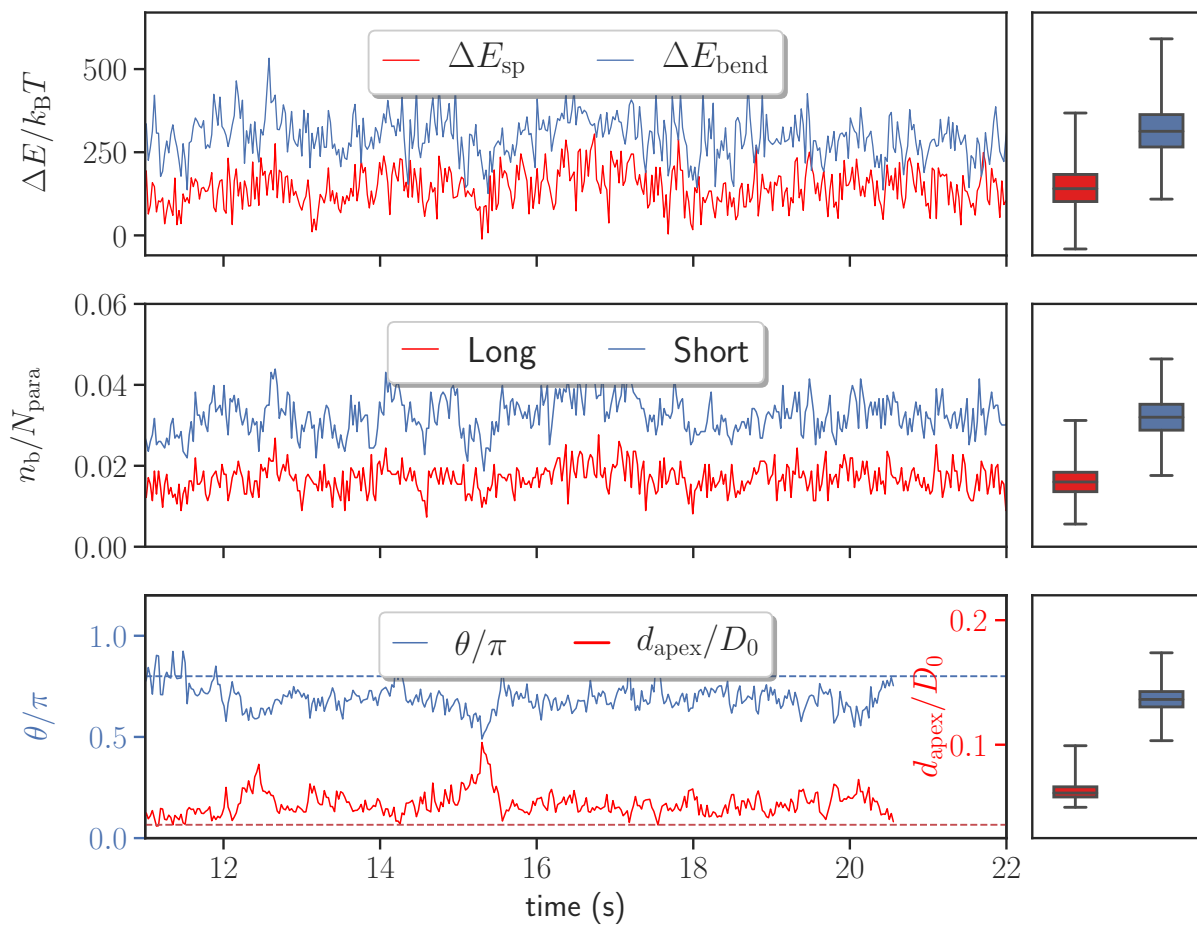 ΔE/k_BT
500
250
0
ΔE_sp ΔE_bend
n_b/N_para
0.06
0.04
0.02
0.00
Long Short
θ/π
1.0
0.5
0.0
θ/π d_apex/D_0
d_apex/D_0
0.2
0.1
12 14 16 18 20 22
time (s)